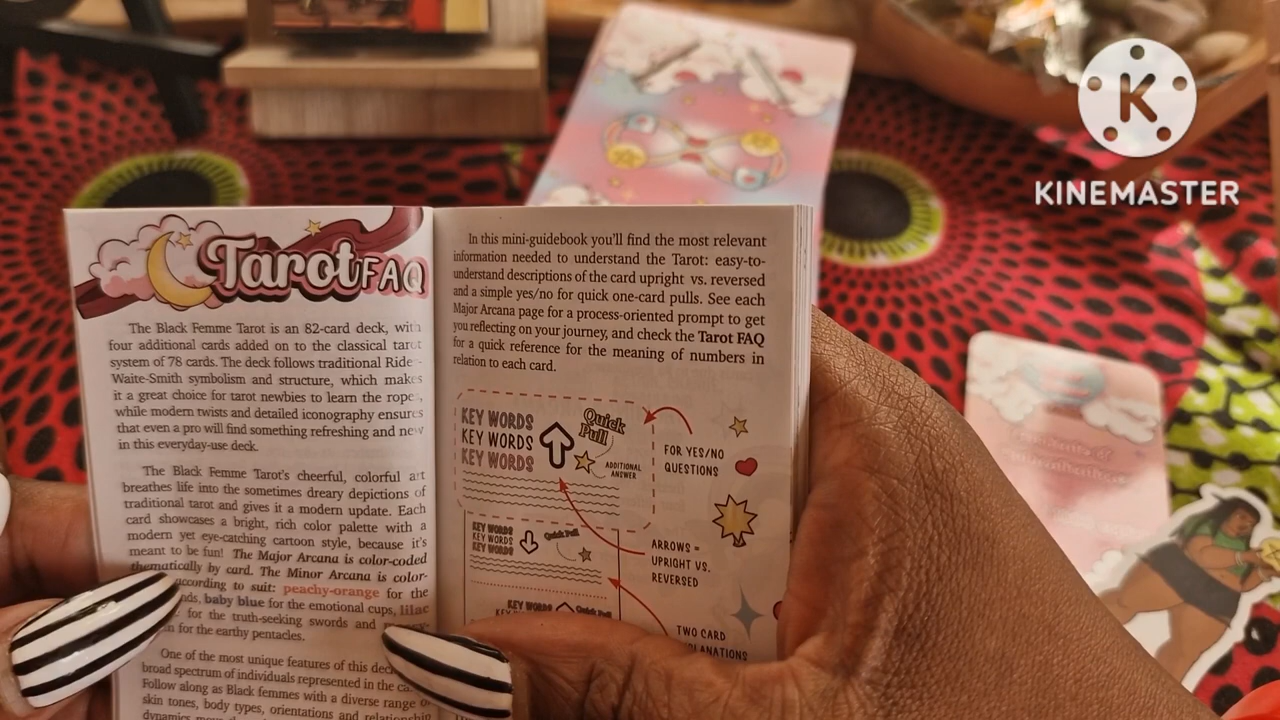 Tarot FAQ
The Black Femme Tarot is an 82-card deck, with
four additional cards added on to the classical tarot
system of 78 cards. The deck follows traditional Rider-
Waite-Smith symbolism and structure, which makes
it a great choice for tarot newbies to learn the ropes,
while modern twists and detailed iconography ensures
that even a pro will find something refreshing and new
in this everyday-use deck.
The Black Femme Tarot's cheerful, colorful art
breathes life into the sometimes dreary depictions of
traditional tarot and gives it a modern update. Each
card showcases a bright, rich color palette with a
modern yet eye-catching cartoon style, because it's
meant to be fun! The Major Arcana is color-coded
thematically by card. The Minor Arcana is color-
according to suit: peachy-orange for the
baby blue for the emotional cups, lilac
for the truth-seeking swords and
for the earthy pentacles.
One of the most unique features of this
broad spectrum of individuals represented in the
Follow along as Black femmes with a diverse range
skin tones, body types, orientations and relationship
In this mini-guidebook you'll find the most relevant
information needed to understand the Tarot: easy-to-
understand descriptions of the card upright vs. reversed
and a simple yes/no for quick one-card pulls. See each
Major Arcana page for a process-oriented prompt to get
you reflecting on your journey, and check the Tarot FAQ
for a quick reference for the meaning of numbers in
relation to each card.
KEY WORDS
KEY WORDS
KEY WORDS
Quick
Pull
ADDITIONAL
ANSWER
FOR YES/NO
QUESTIONS
KEY WORDS
KEY WORDS
KEY WORDS
Quick Pull
ARROWS =
UPRIGHT VS.
REVERSED
KEY WORDS
Quick Pull
TWO CARD
K
KINEMASTER